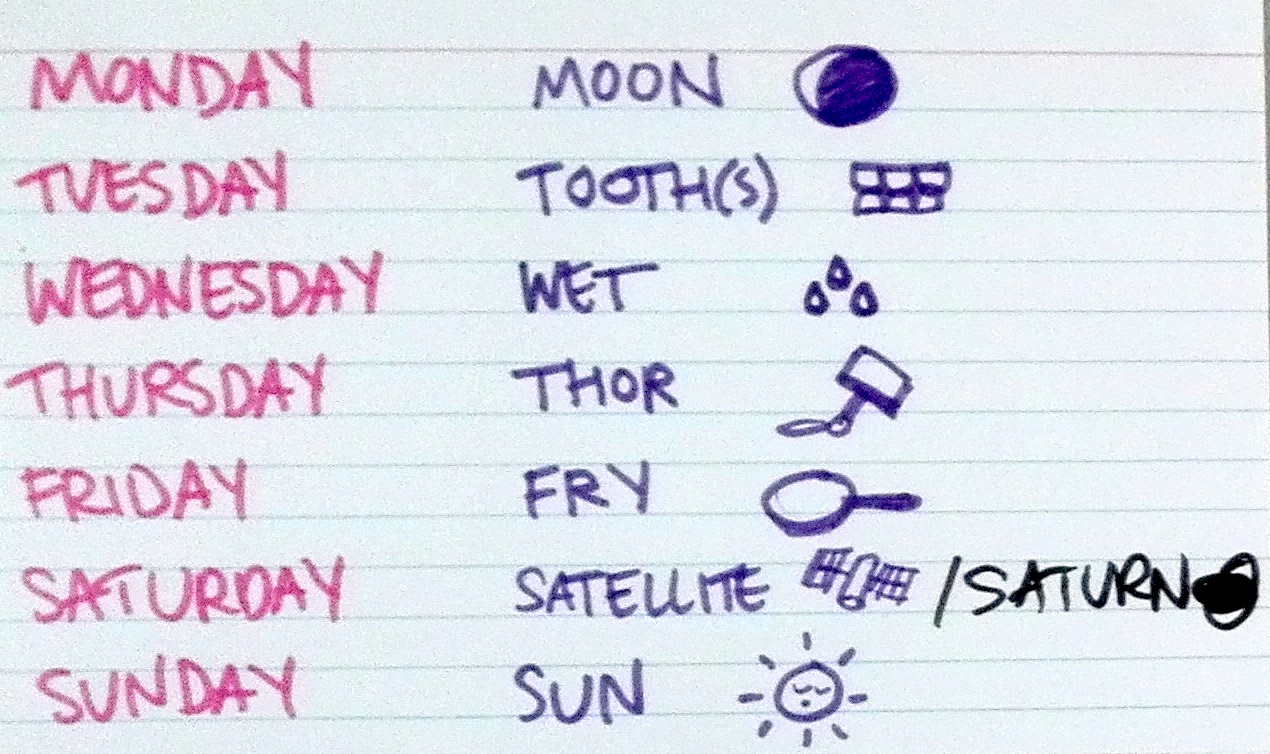 MONDAY MOON
TUESDAY TOOTH(S)
WEDNESDAY WET
THURSDAY THOR
FRIDAY FRY
SATURDAY SATELLITE /SATURN
SUNDAY SUN